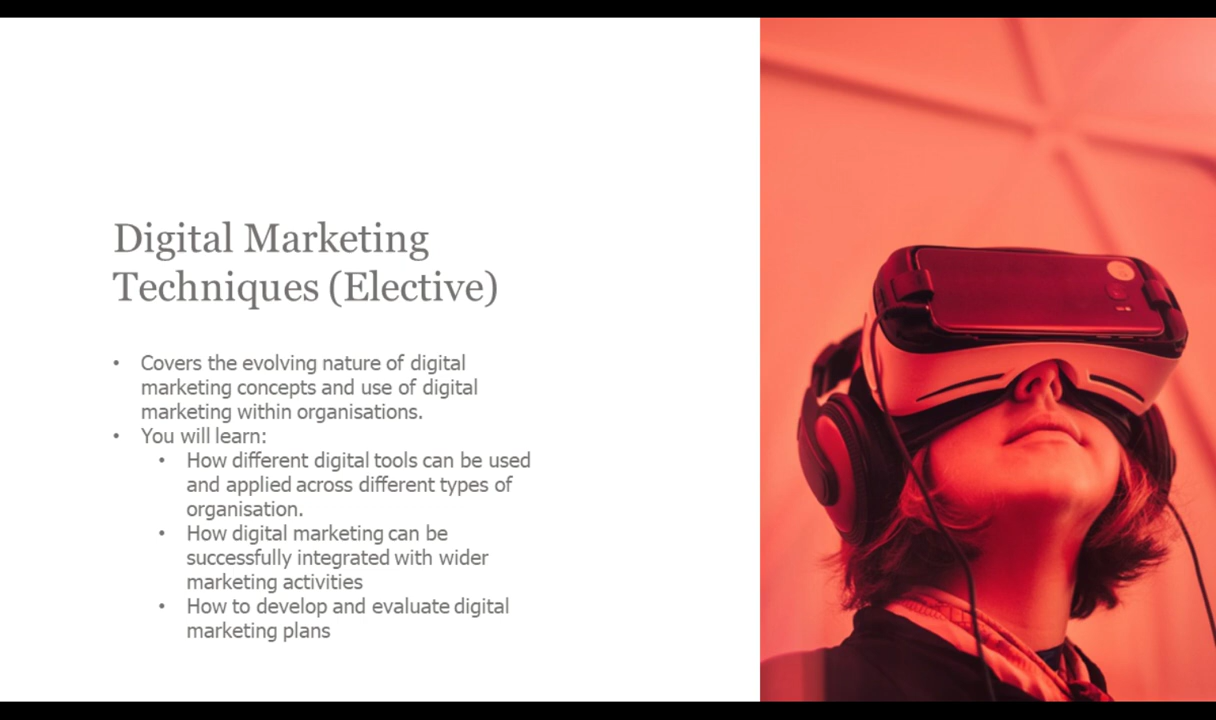 Digital Marketing
Techniques (Elective)
• Covers the evolving nature of digital
marketing concepts and use of digital
marketing within organisations.
• You will learn:
• How different digital tools can be used
and applied across different types of
organisation.
• How digital marketing can be
successfully integrated with wider
marketing activities
• How to develop and evaluate digital
marketing plans